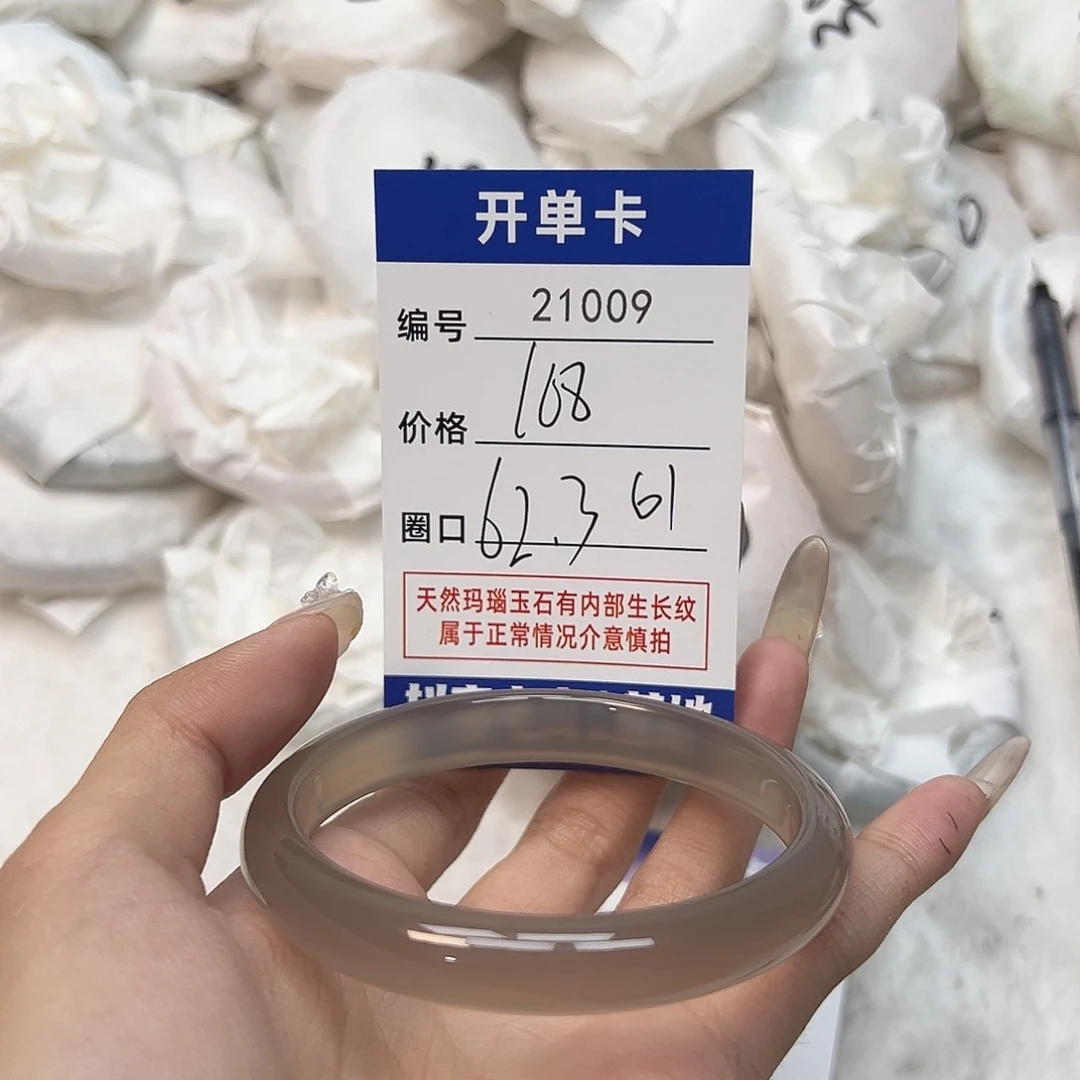 开单卡
编号 21009
价格 108
圈口 62.3 61
天然玛瑙玉石有内部生长纹
属于正常情况介意慎拍